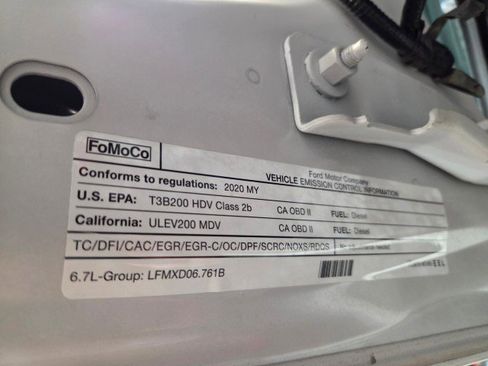 FoMoCo
Ford Motor Company
VEHICLE EMISSION CONTROL INFORMATION
Conforms to regulations: 2020 MY
U.S. EPA: T3B200 HDV Class 2b CA OBD II FUEL: Diesel
California: ULEV200 MDV CA OBD II FUEL: Diesel
TC/DFI/CAC/EGR/EGR-C/OC/DPF/SCRC/NOXS/RDQS
6.7L-Group: LFMXD06.761B